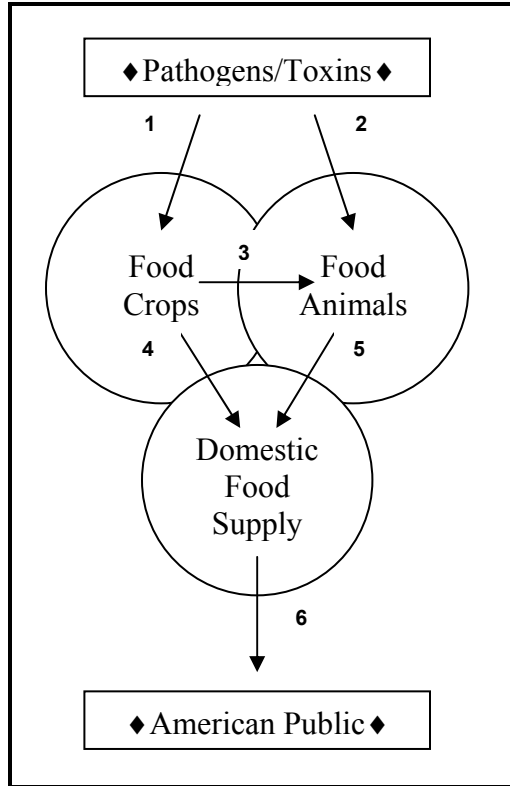 ♦Pathogens/Toxins♦
1 2
3
Food Crops
Food Animals
4 5
Domestic
Food
Supply
6
♦American Public♦